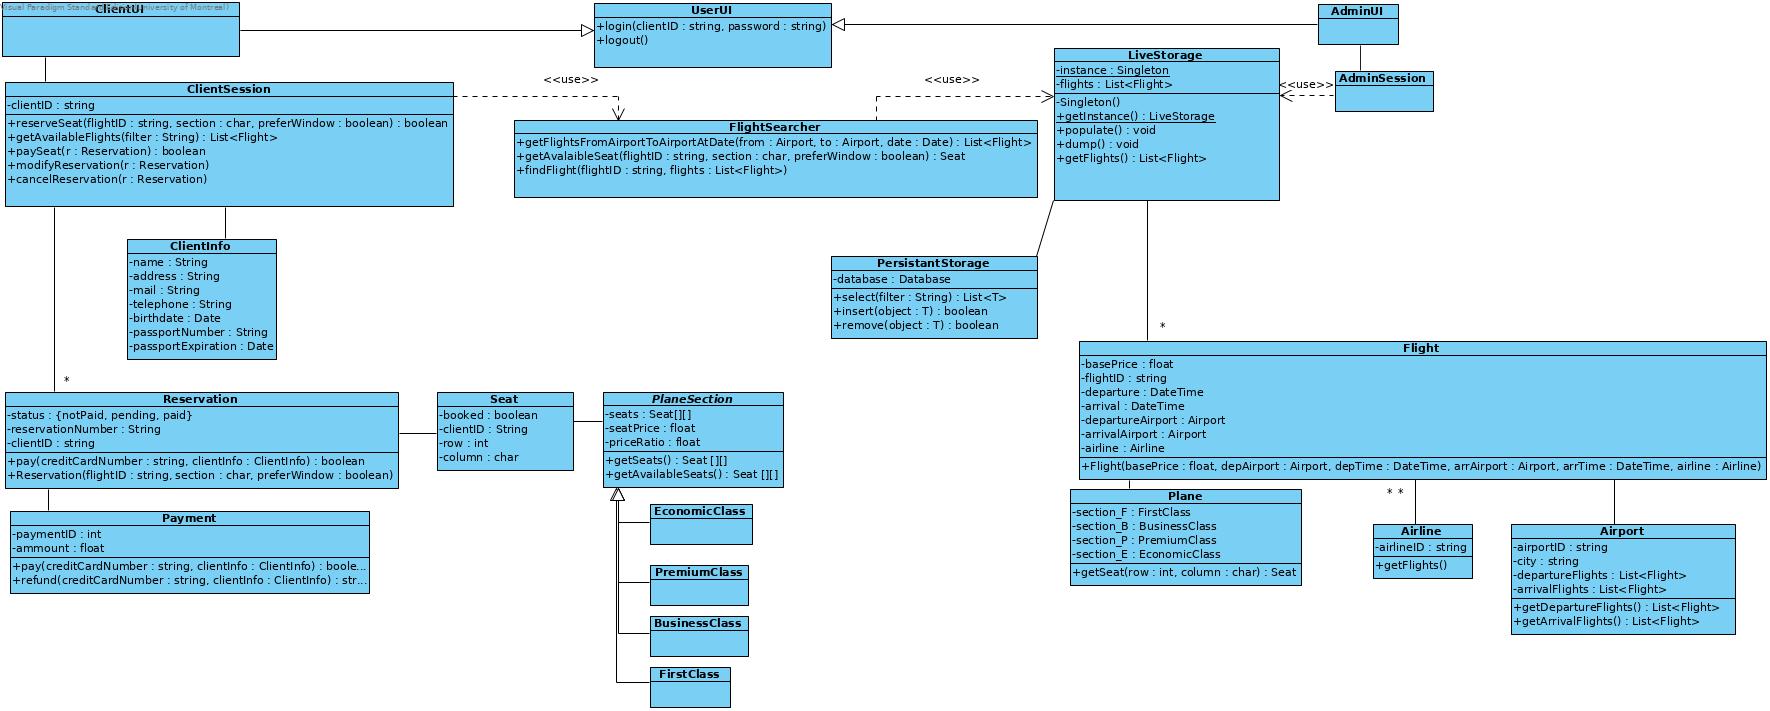 Visual Paradigm Standard University of Montreal)
ClientUI
UserUI
+login(clientID : string, password : string)
+logout()
AdminUI
LiveStorage
-instance : Singleton
-flights : List<Flight>
-Singleton()
+getInstance() : LiveStorage
+populate() : void
+dump() : void
+getFlights() : List<Flight>
AdminSession
<<use>>
<<use>>
<<use>>
ClientSession
-clientID : string
+reserveSeat(flightID : string, section : char, preferWindow : boolean) : boolean
+getAvailableFlights(filter : String) : List<Flight>
+paySeat(r : Reservation) : boolean
+modifyReservation(r : Reservation)
+cancelReservation(r : Reservation)
FlightSearcher
+getFlightsFromAirportToAirportAtDate(from : Airport, to : Airport, date : Date) : List<Flight>
+getAvalaibleSeat(flightID : string, section : char, preferWindow : boolean) : Seat
+findFlight(flightID : string, flights : List<Flight>)
ClientInfo
-name : String
-address : String
-mail : String
-telephone : String
-birthdate : Date
-passportNumber : String
-passportExpiration : Date
PersistantStorage
-database : Database
+select(filter : String) : List<T>
+insert(object : T) : boolean
+remove(object : T) : boolean
*
Flight
-basePrice : float
-flightID : string
-departure : DateTime
-arrival : DateTime
-departureAirport : Airport
-arrivalAirport : Airport
-airline : Airline
+Flight(basePrice : float, depAirport : Airport, depTime : DateTime, arrAirport : Airport, arrTime : DateTime, airline : Airline)
*
Reservation
-status : {notPaid, pending, paid}
-reservationNumber : String
-clientID : string
+pay(creditCardNumber : string, clientInfo : ClientInfo) : boolean
+Reservation(flightID : string, section : char, preferWindow : boolean)
Seat
-booked : boolean
-clientID : String
-row : int
-column : char
PlaneSection
-seats : Seat[][]
-seatPrice : float
-priceRatio : float
+getSeats() : Seat [][]
+getAvailableSeats() : Seat [][]
Payment
-paymentID : int
-ammount : float
+pay(creditCardNumber : string, clientInfo : ClientInfo) : boole...
+refund(creditCardNumber : string, clientInfo : ClientInfo) : str...
EconomicClass
PremiumClass
BusinessClass
FirstClass
Plane
-section_F : FirstClass
-section_B : BusinessClass
-section_P : PremiumClass
-section_E : EconomicClass
+getSeat(row : int, column : char) : Seat
* *
Airline
-airlineID : string
+getFlights()
Airport
-airportID : string
-city : string
-departureFlights : List<Flight>
-arrivalFlights : List<Flight>
+getDepartureFlights() : List<Flight>
+getArrivalFlights() : List<Flight>